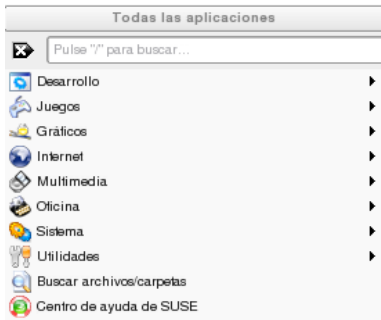 Todas las aplicaciones
Pulse "/" para buscar...
Desarrollo
Juegos
Gráficos
Internet
Multimedia
Oficina
Sistema
Utilidades
Buscar archivos/carpetas
Centro de ayuda de SUSE